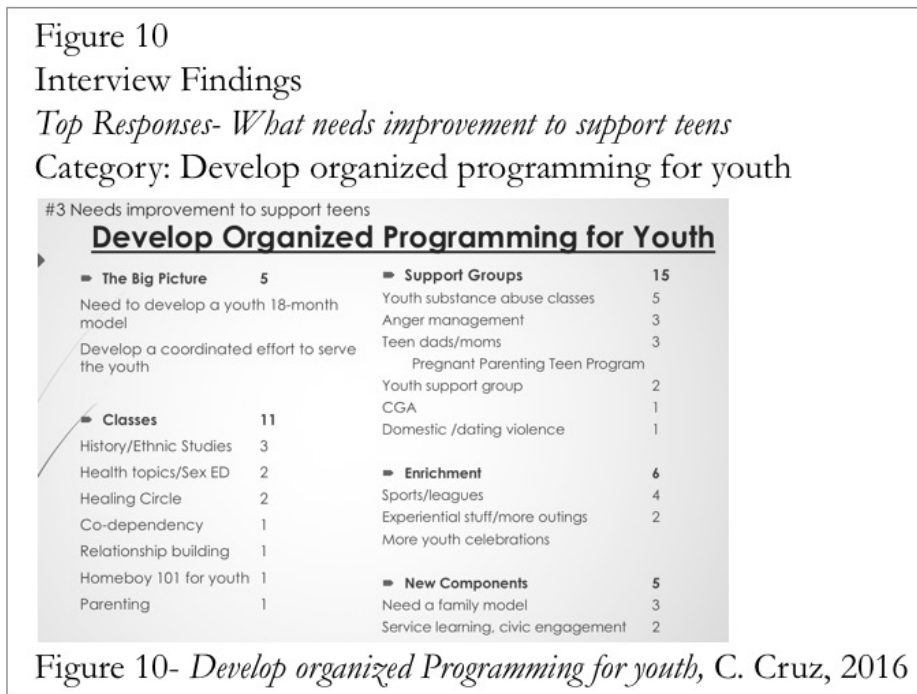 Figure 10
Interview Findings
Top Responses- What needs improvement to support teens
Category: Develop organized programming for youth
#3 Needs improvement to support teens
Develop Organized Programming for Youth
The Big Picture 5
Need to develop a youth 18-month
model
Develop a coordinated effort to serve
the youth
Classes 11
History/Ethnic Studies 3
Health topics/Sex ED 2
Healing Circle 2
Co-dependency 1
Relationship building 1
Homeboy 101 for youth 1
Parenting 1
Support Groups 15
Youth substance abuse classes 5
Anger management 3
Teen dads/moms 3
Pregnant Parenting Teen Program
Youth support group 2
CGA 1
Domestic /dating violence 1
Enrichment 6
Sports/leagues 4
Experiential stuff/more outings 2
More youth celebrations
New Components 5
Need a family model 3
Service learning, civic engagement 2
Figure 10- Develop organized Programming for youth, C. Cruz, 2016